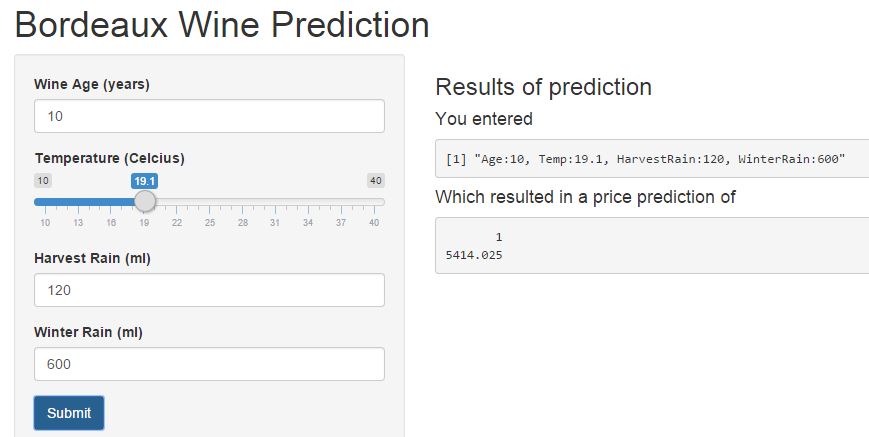 Bordeaux Wine Prediction
Wine Age (years)
10
Temperature (Celcius)
10 19.1 40
10 13 16 19 22 25 28 31 34 37 40
Harvest Rain (ml)
120
Winter Rain (ml)
600
Submit
Results of prediction
You entered
[1] "Age:10, Temp:19.1, HarvestRain:120, WinterRain:600"
Which resulted in a price prediction of
1
5414.025